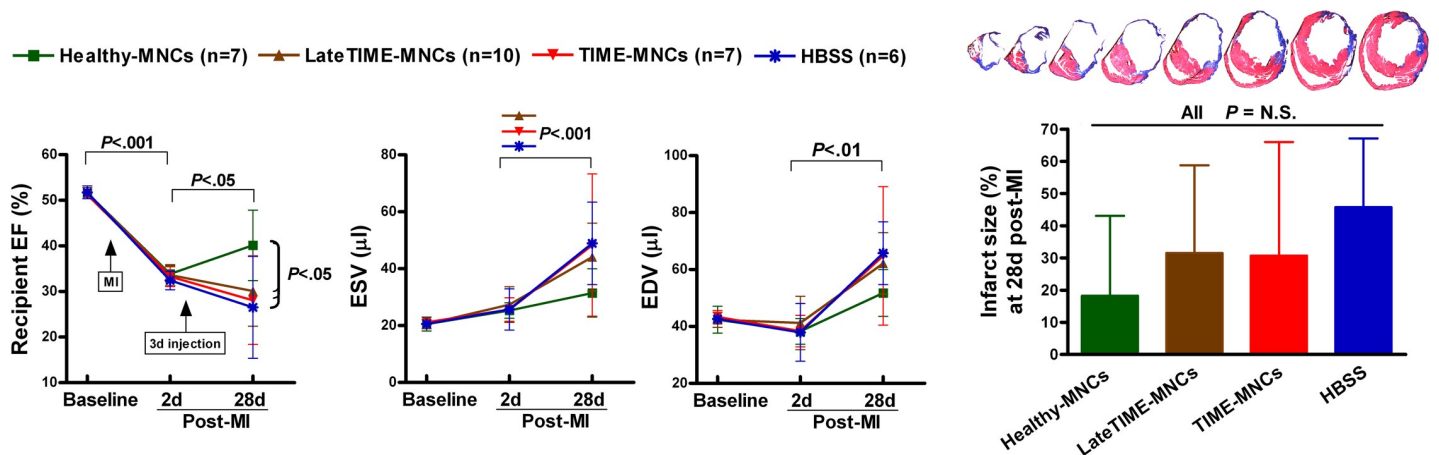 Healthy-MNCs (n=7) LateTIME-MNCs (n=10) TIME-MNCs (n=7) HBSS (n=6)
Recipient EF (%)
60
50
40
30
20
10
P<.001
P<.05
P<.05
MI
3d injection
Baseline 2d 28d
Post-MI
ESV (μl)
80
60
40
20
0
P<.001
Baseline 2d 28d
Post-MI
EDV (μl)
100
80
60
40
20
P<.01
Baseline 2d 28d
Post-MI
All P = N.S.
Infarct size (%)
at 28d post-MI
70
60
50
40
30
20
10
0
Healthy-MNCs
LateTIME-MNCs
TIME-MNCs
HBSS